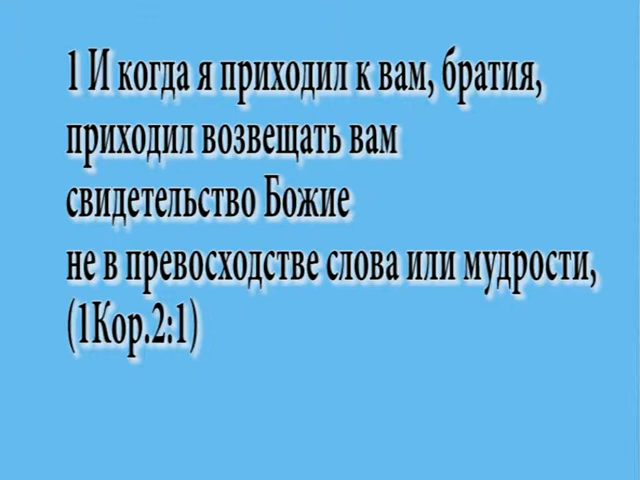 1 И когда я приходил к вам, братия,
приходил возвещать вам
свидетельство Божие
не в превосходстве слова или мудрости,
(1Кор.2:1)